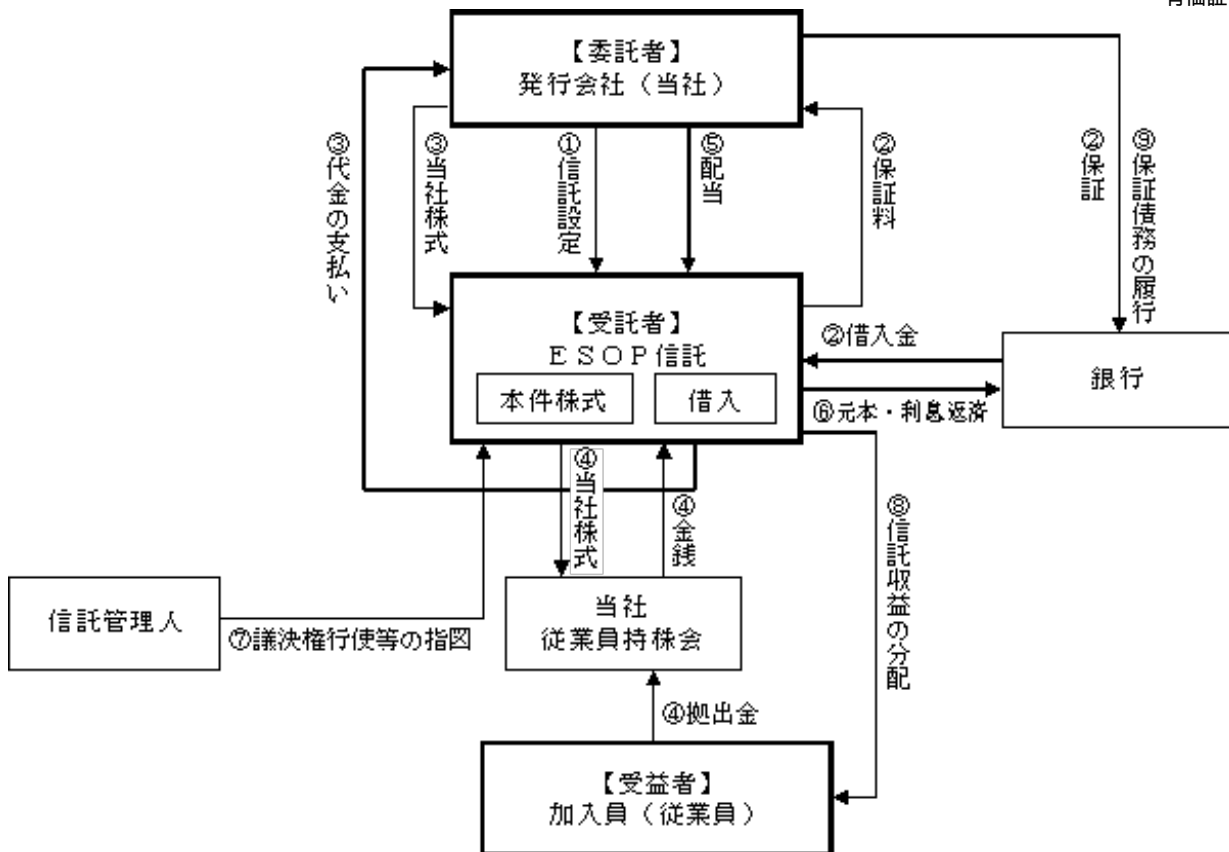 【委託者】
発行会社（当社）
③代金の支払い
③当社株式
①信託設定
⑤配当
②保証料
②保証
⑨保証債務の履行
【受託者】
ＥＳＯＰ信託
本件株式
借入
②借入金
⑥元本・利息返済
銀行
④当社株式
④金銭
⑧信託収益の分配
信託管理人
⑦議決権行使等の指図
当社
従業員持株会
④拠出金
【受益者】
加入員（従業員）